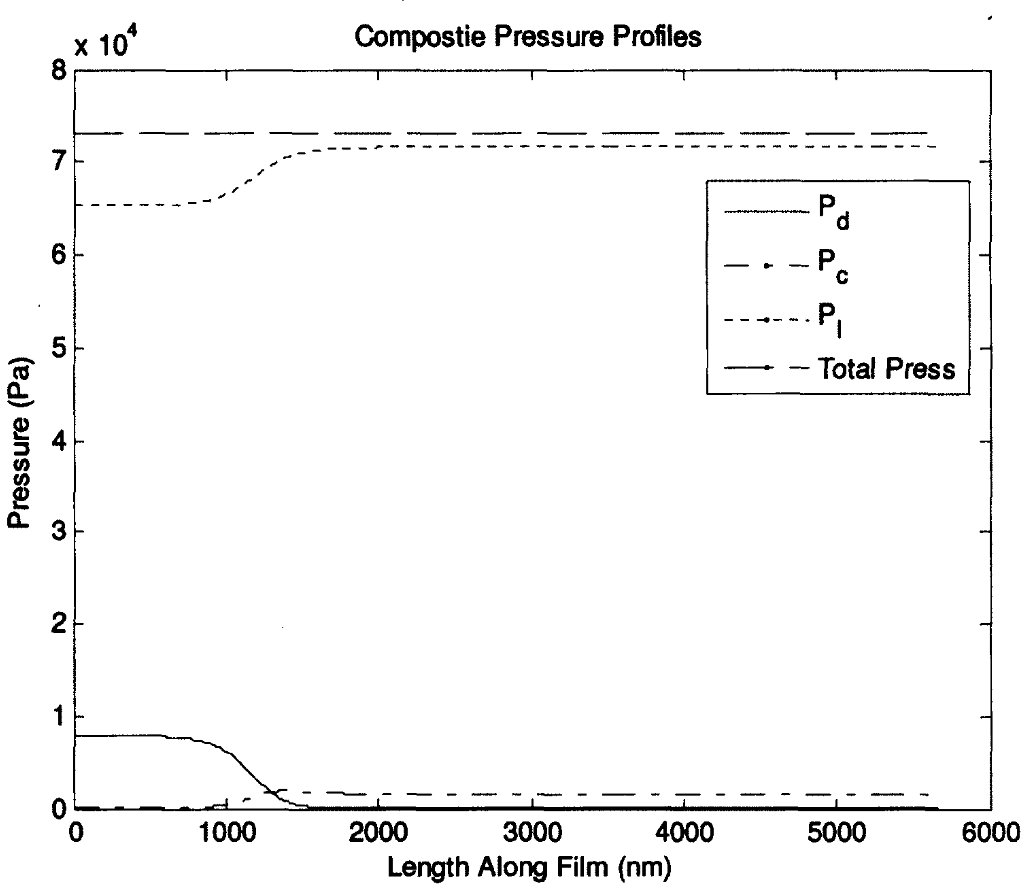 Compostie Pressure Profiles
x 10^4
8
7
6
5
4
3
2
1
0
Pressure (Pa)
P_d
P_c
P_l
Total Press
0 1000 2000 3000 4000 5000 6000
Length Along Film (nm)